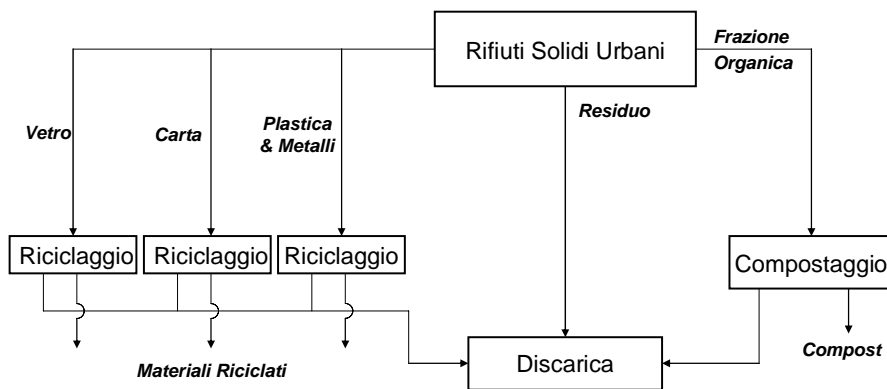 Rifiuti Solidi Urbani
Frazione
Organica
Vetro
Carta
Plastica
& Metalli
Residuo
Riciclaggio
Riciclaggio
Riciclaggio
Compostaggio
Materiali Riciclati
Discarica
Compost